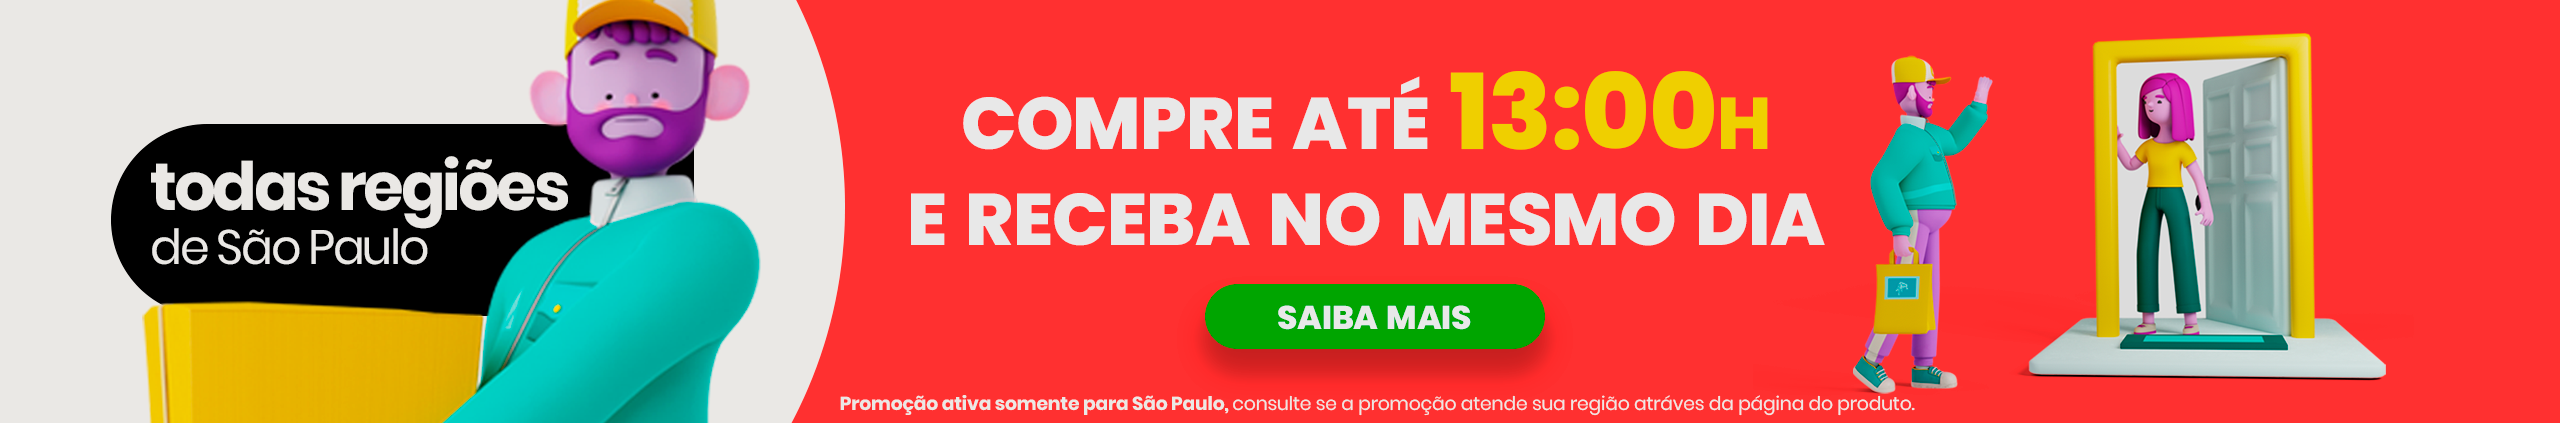 todas regiões
de São Paulo
COMPRE ATÉ 13:00H
E RECEBA NO MESMO DIA
SAIBA MAIS
Promoção ativa somente para São Paulo, consulte se a promoção atende sua região atráves da página do produto.